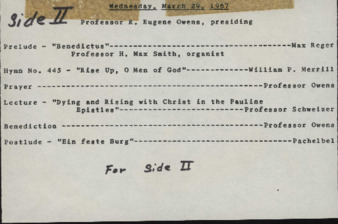 Wednesday, March 29, 1967
Side II
Professor R. Eugene Owens, presiding
Prelude - "Benedictus"---Max Reger
Professor H. Max Smith, organist
Hymn No. 445 - "Rise Up, O Men of God"---William P. Merrill
Prayer ---Professor Owens
Lecture - "Dying and Rising with Christ in the Pauline
Epistles"---Professor Schweizer
Benediction ---Professor Owens
Postlude - "Ein feste Burg"---Pachelbel
For Side II